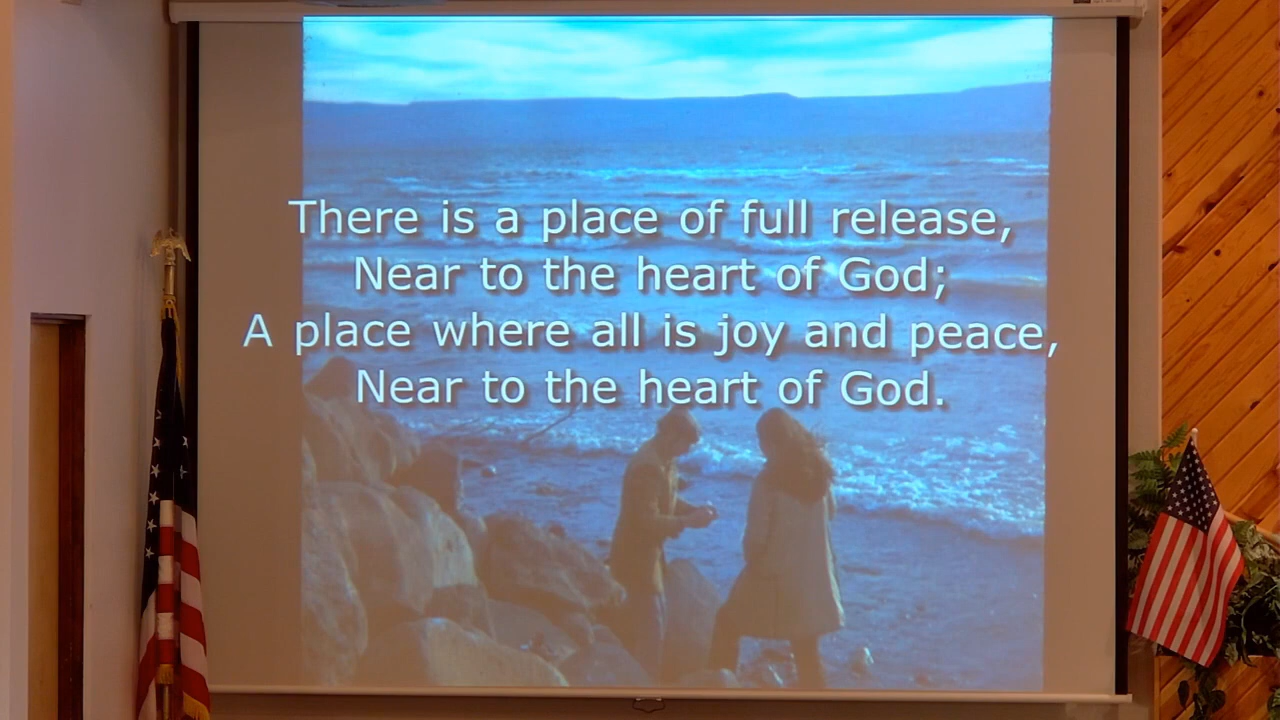 There is a place of full release,
Near to the heart of God;
A place where all is joy and peace,
Near to the heart of God.